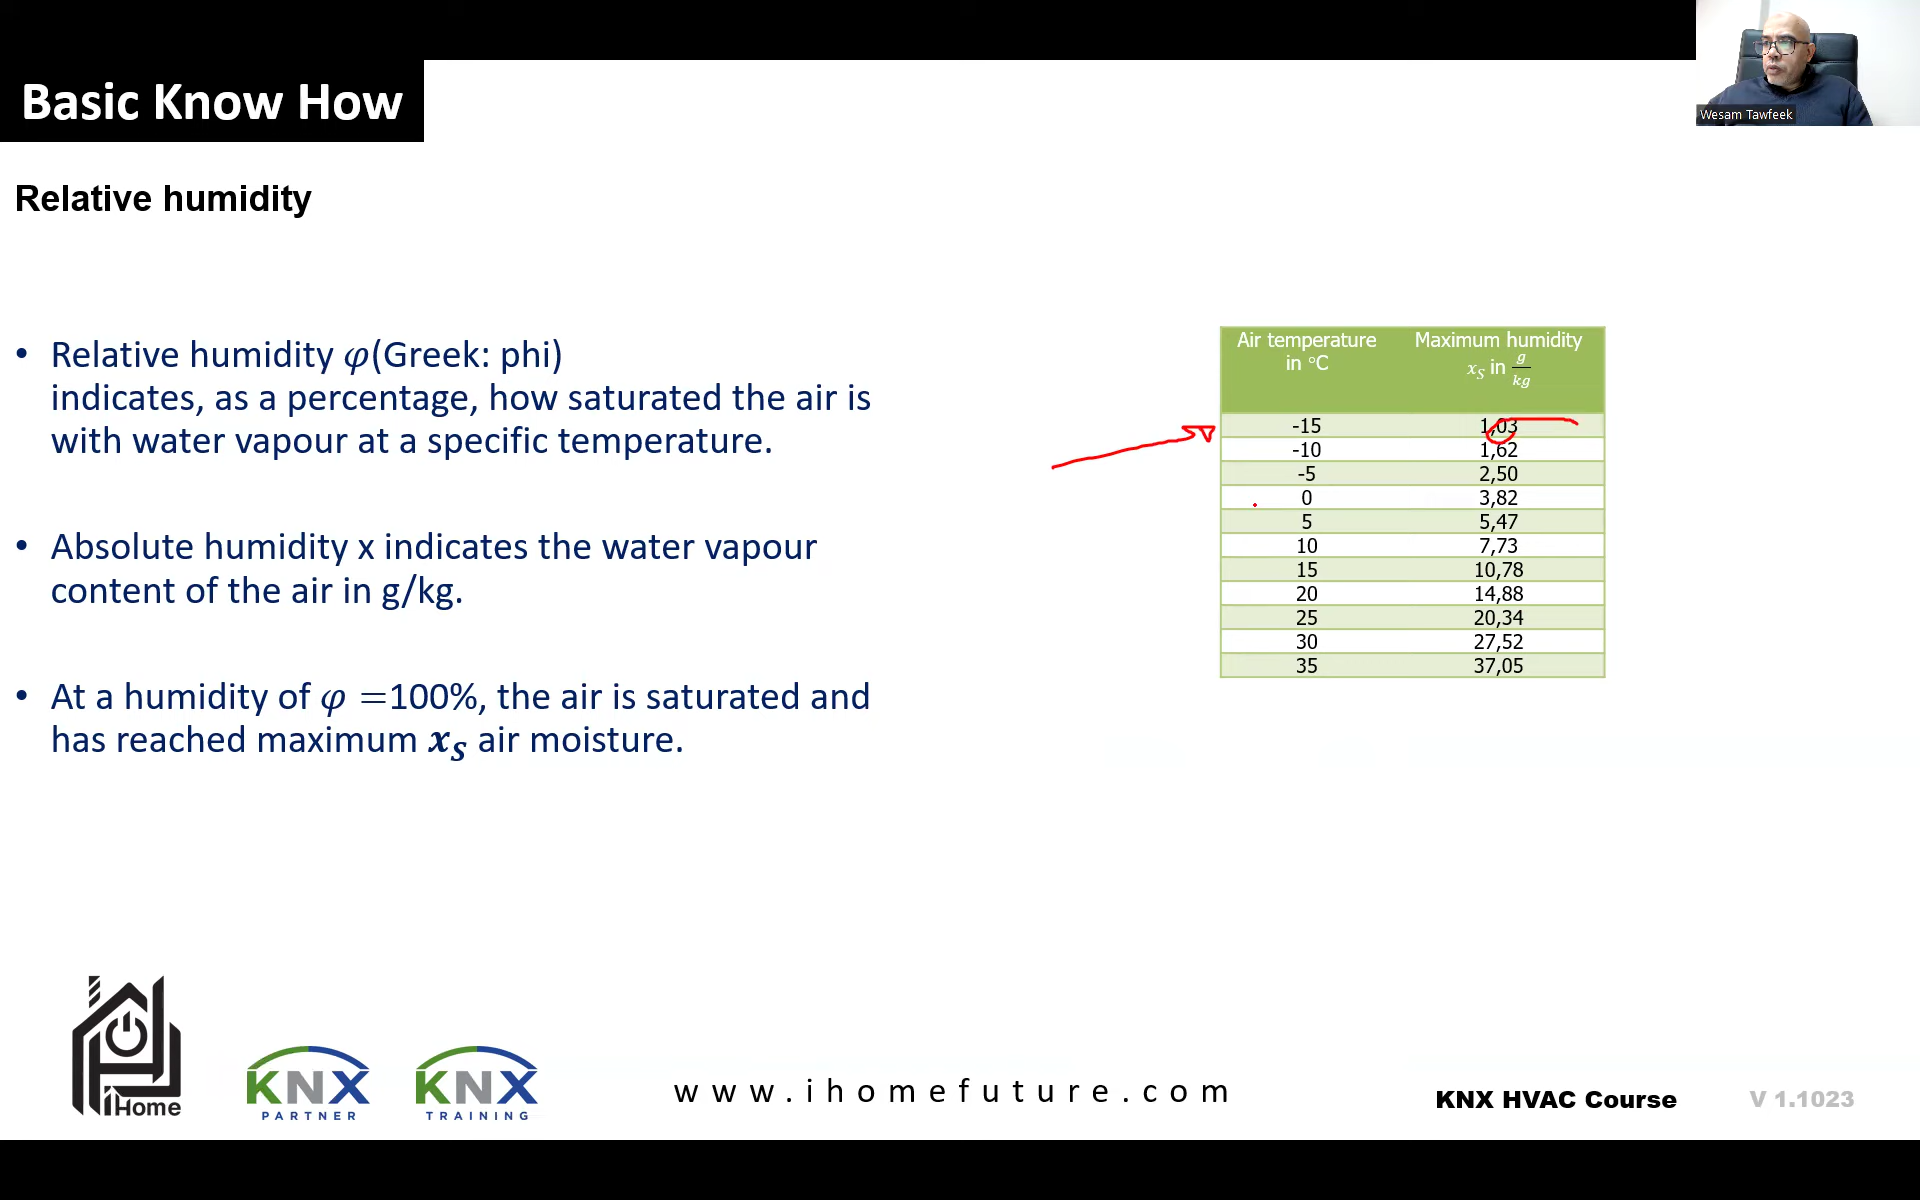 Wesam Tawfeek
Basic Know How
Relative humidity
• Relative humidity φ(Greek: phi)
indicates, as a percentage, how saturated the air is
with water vapour at a specific temperature.
• Absolute humidity x indicates the water vapour
content of the air in g/kg.
• At a humidity of φ =100%, the air is saturated and
has reached maximum xS air moisture.
Air temperature in °C Maximum humidity xS in g/kg
-15 1,03
-10 1,62
-5 2,50
0 3,82
5 5,47
10 7,73
15 10,78
20 14,88
25 20,34
30 27,52
35 37,05
iHome
KNX PARTNER
KNX TRAINING
www.ihomefuture.com
KNX HVAC Course
V 1.1023